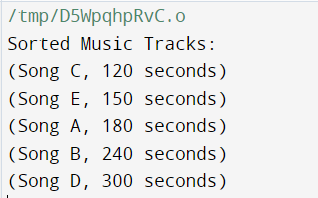 /tmp/D5WpqhpRvC.o
Sorted Music Tracks:
(Song C, 120 seconds)
(Song E, 150 seconds)
(Song A, 180 seconds)
(Song B, 240 seconds)
(Song D, 300 seconds)